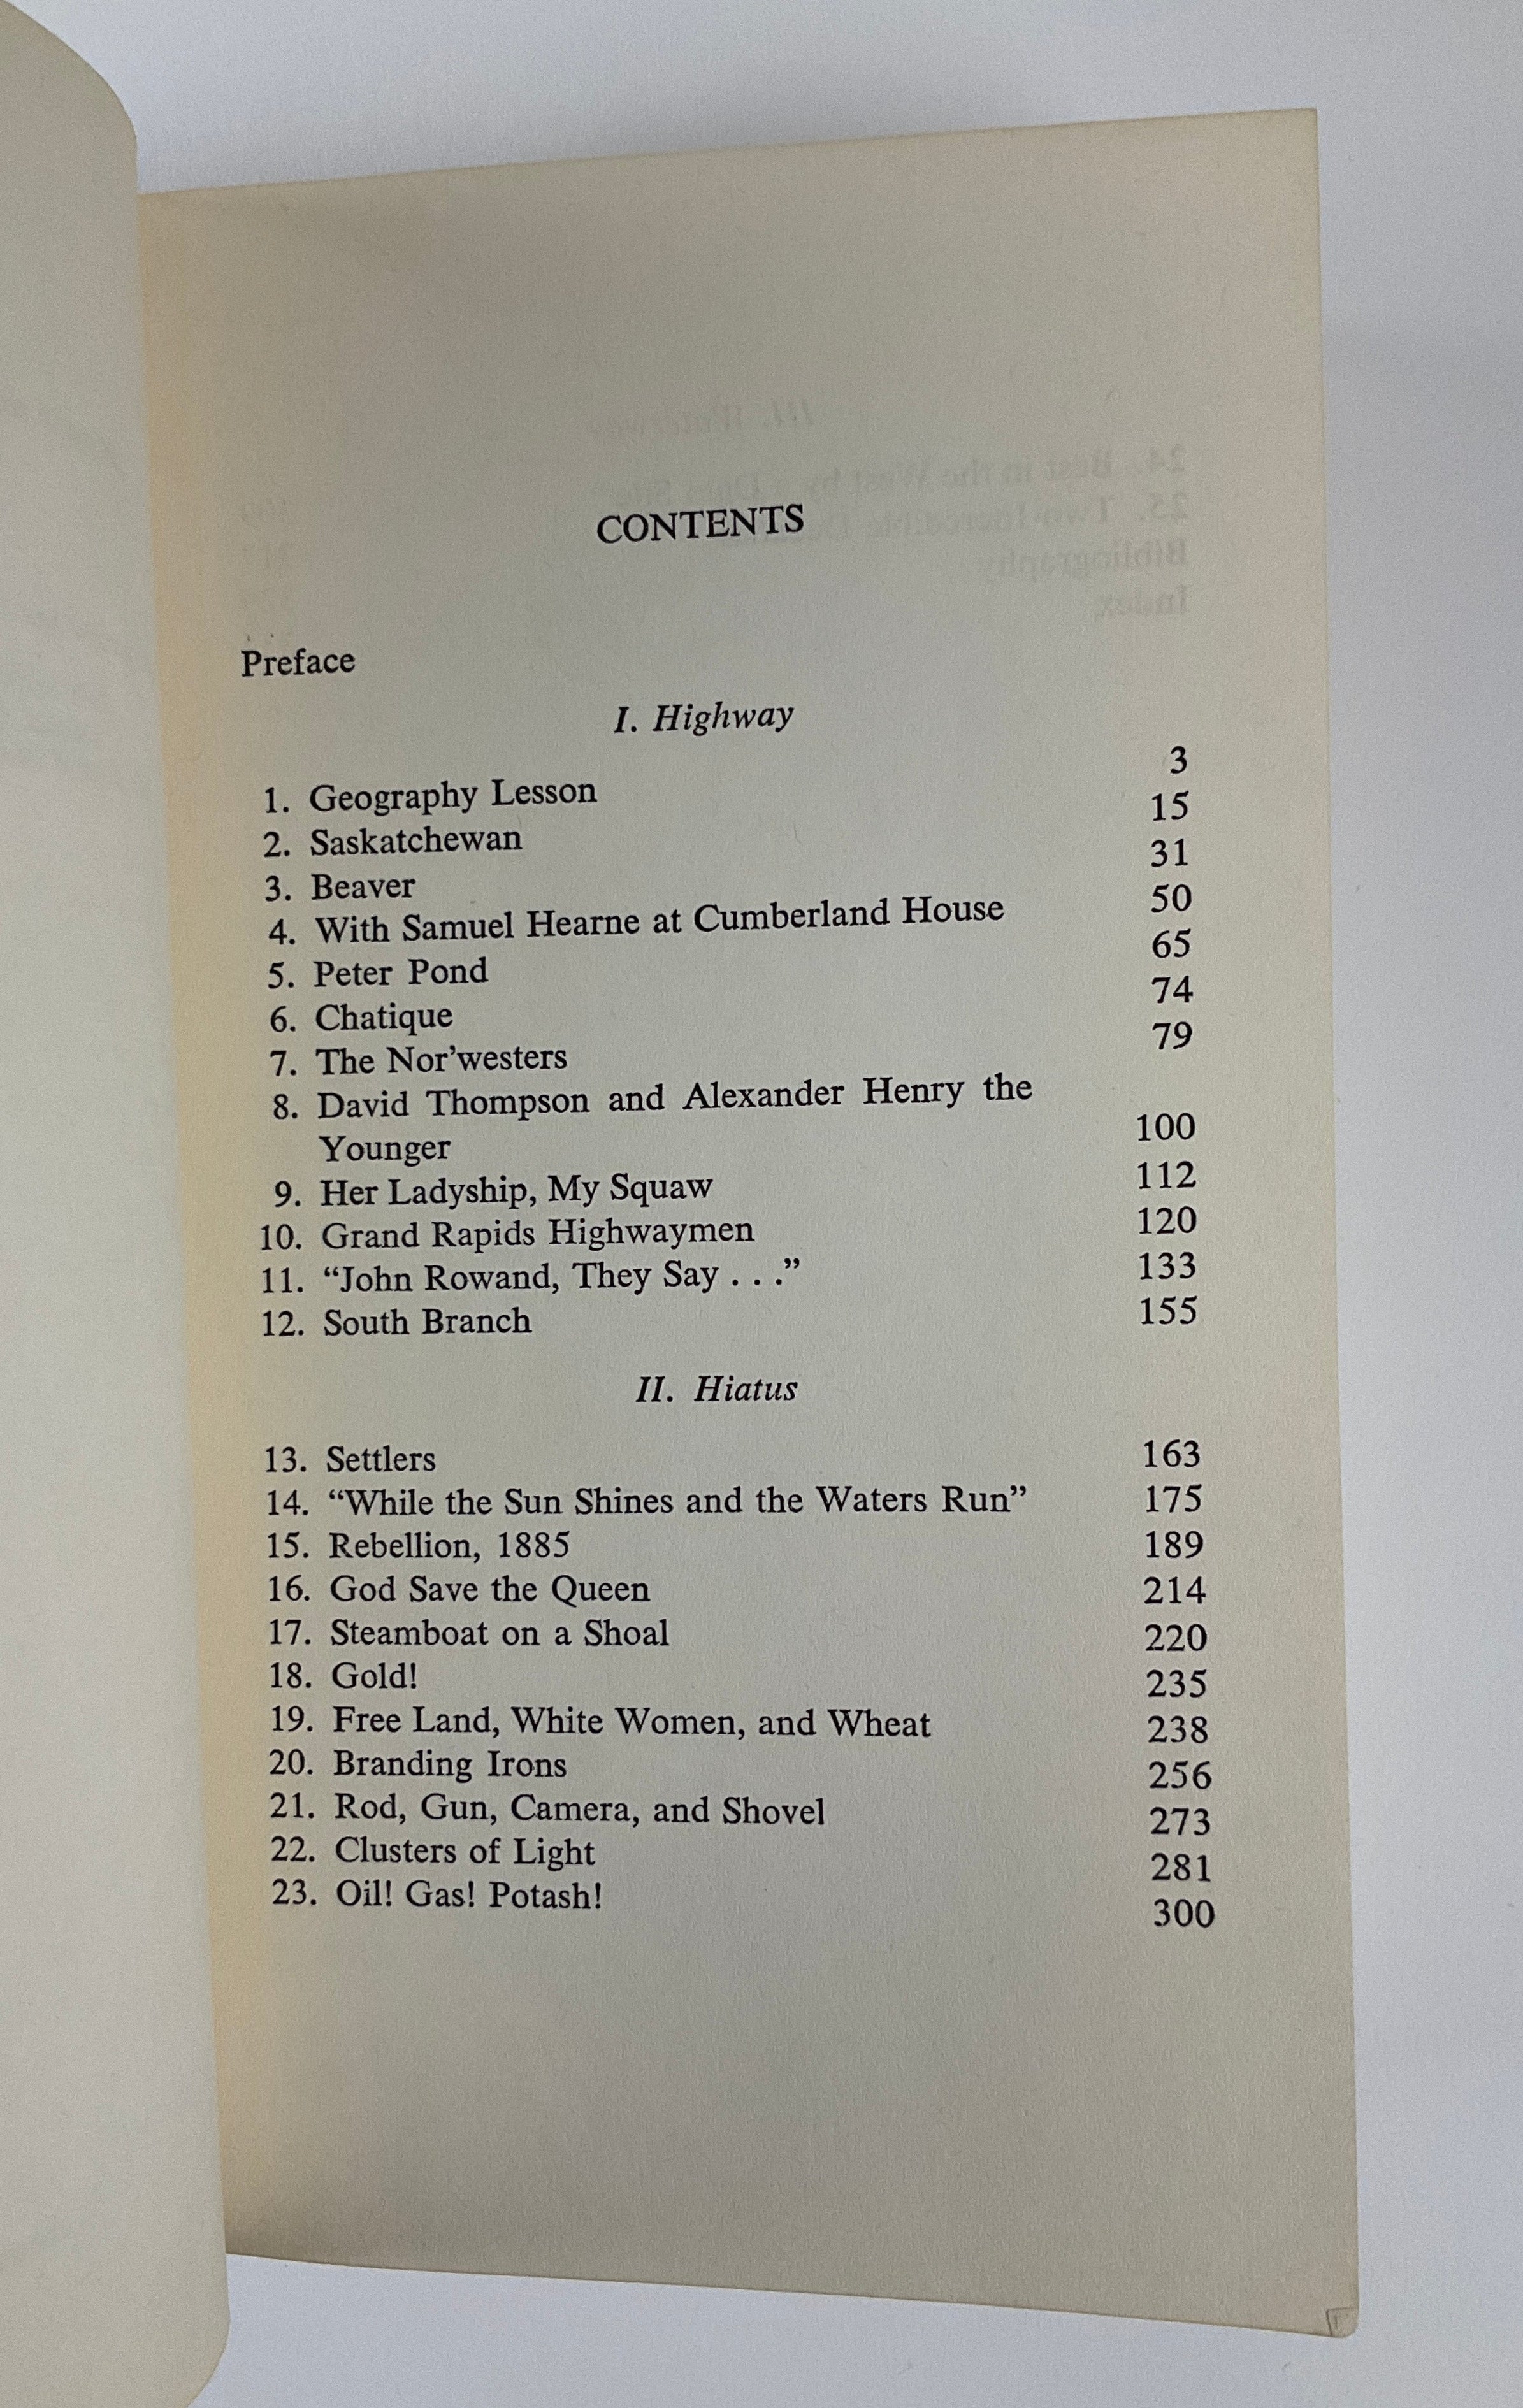 CONTENTS
Preface
I. Highway
1. Geography Lesson 3
2. Saskatchewan 15
3. Beaver 31
4. With Samuel Hearne at Cumberland House 50
5. Peter Pond 65
6. Chatique 74
7. The Nor’westers 79
8. David Thompson and Alexander Henry the
Younger 100
9. Her Ladyship, My Squaw 112
10. Grand Rapids Highwaymen 120
11. “John Rowand, They Say . . .” 133
12. South Branch 155
II. Hiatus
13. Settlers 163
14. “While the Sun Shines and the Waters Run” 175
15. Rebellion, 1885 189
16. God Save the Queen 214
17. Steamboat on a Shoal 220
18. Gold! 235
19. Free Land, White Women, and Wheat 238
20. Branding Irons 256
21. Rod, Gun, Camera, and Shovel 273
22. Clusters of Light 281
23. Oil! Gas! Potash! 300